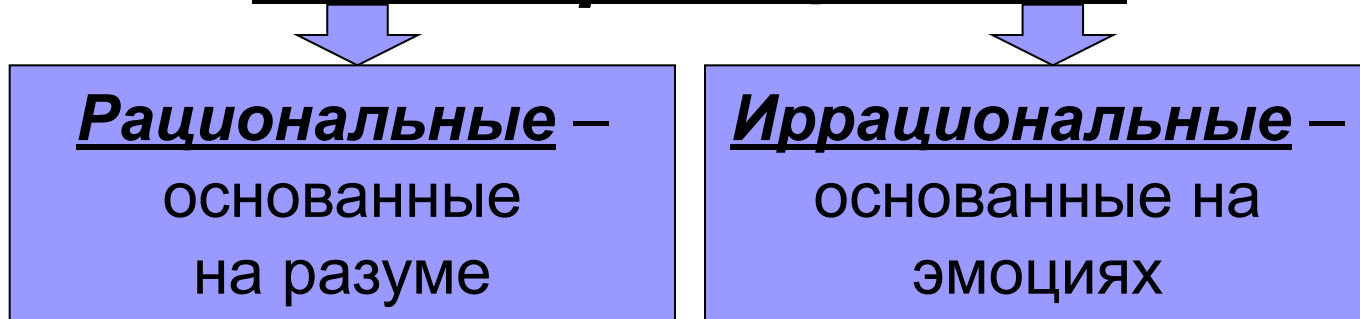 Рациональные –
основанные
на разуме
Иррациональные –
основанные на
эмоциях